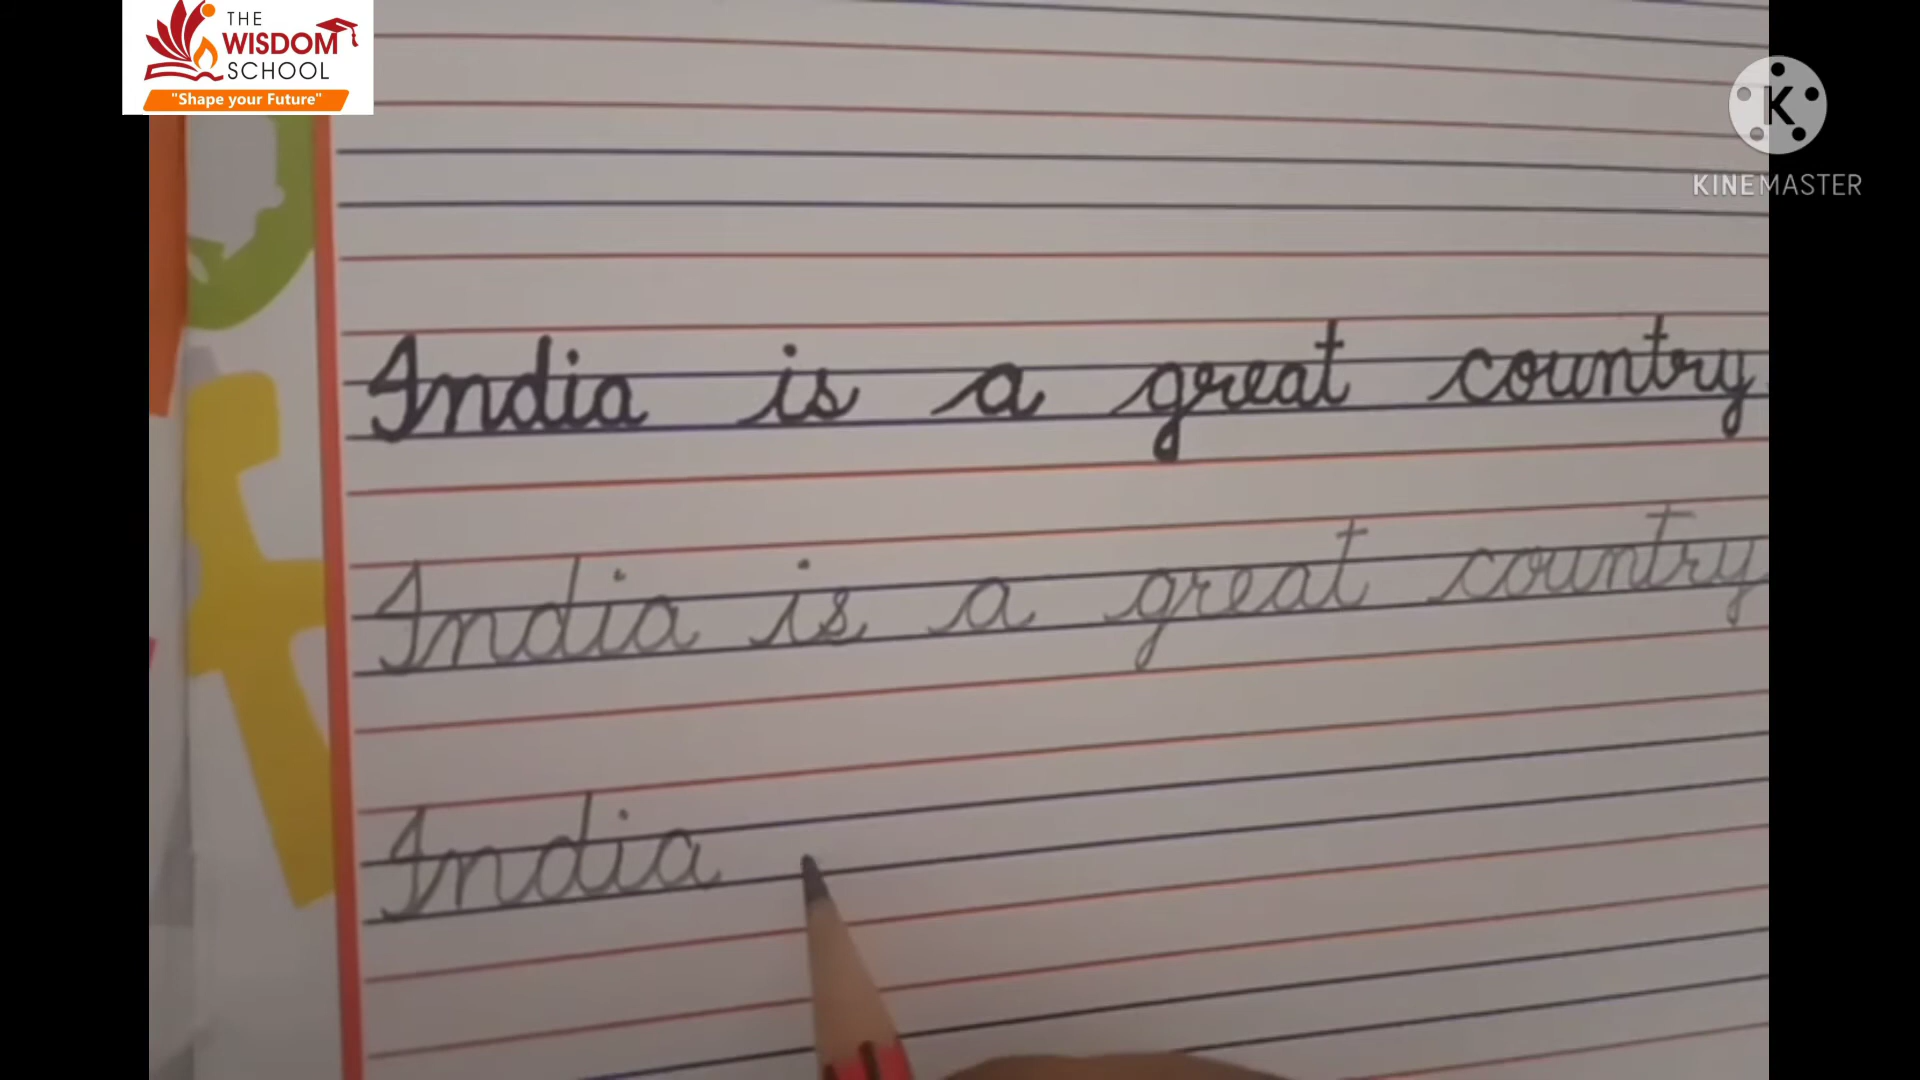 THE
WISDOM
SCHOOL
"Shape your Future"
K
KINEMASTER
India is a great country
India is a great country
India